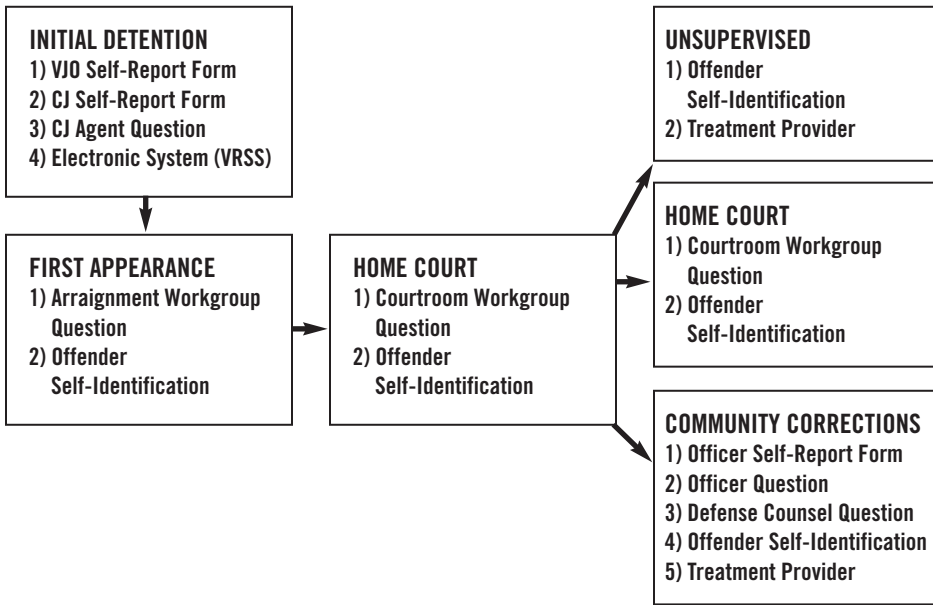 INITIAL DETENTION
1) VJO Self-Report Form
2) CJ Self-Report Form
3) CJ Agent Question
4) Electronic System (VRSS)
FIRST APPEARANCE
1) Arraignment Workgroup
Question
2) Offender
Self-Identification
HOME COURT
1) Courtroom Workgroup
Question
2) Offender
Self-Identification
UNSUPERVISED
1) Offender
Self-Identification
2) Treatment Provider
HOME COURT
1) Courtroom Workgroup
Question
2) Offender
Self-Identification
COMMUNITY CORRECTIONS
1) Officer Self-Report Form
2) Officer Question
3) Defense Counsel Question
4) Offender Self-Identification
5) Treatment Provider